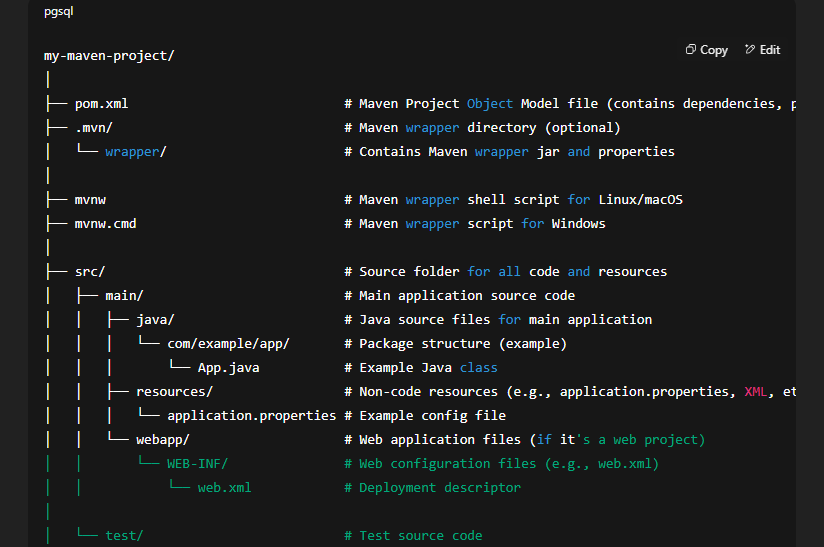 pgsql
Copy Edit
my-maven-project/
│
├── pom.xml                        # Maven Project Object Model file (contains dependencies, p
├── .mvn/                          # Maven wrapper directory (optional)
│   └── wrapper/                   # Contains Maven wrapper jar and properties
│
├── mvnw                           # Maven wrapper shell script for Linux/macOS
├── mvnw.cmd                       # Maven wrapper script for Windows
│
├── src/                           # Source folder for all code and resources
│   ├── main/                      # Main application source code
│   │   ├── java/                  # Java source files for main application
│   │   │   └── com/example/app/   # Package structure (example)
│   │   │       └── App.java       # Example Java class
│   │   ├── resources/             # Non-code resources (e.g., application.properties, XML, et
│   │   │   └── application.properties # Example config file
│   │   └── webapp/                # Web application files (if it's a web project)
│   │       └── WEB-INF/           # Web configuration files (e.g., web.xml)
│   │           └── web.xml        # Deployment descriptor
│
│   └── test/                      # Test source code